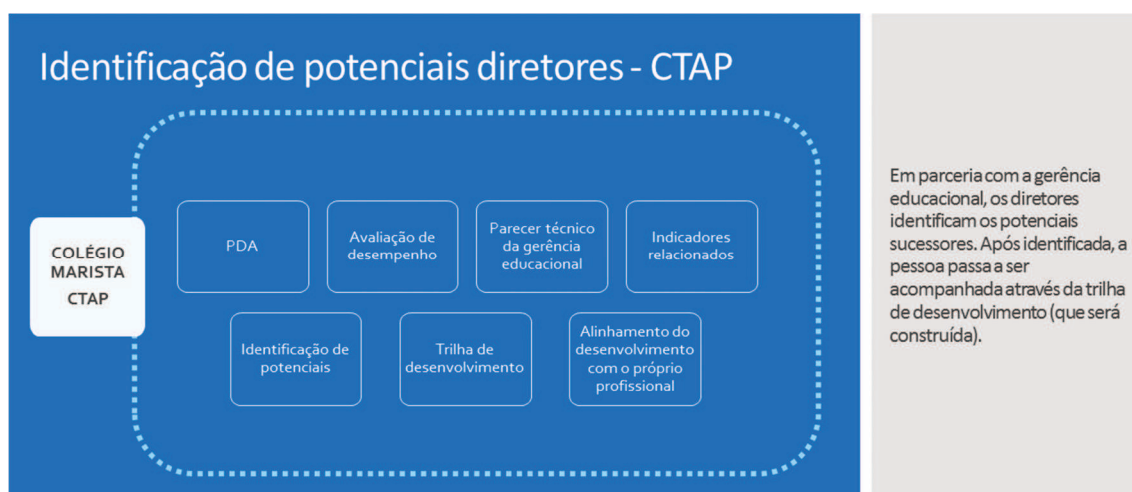 Identificação de potenciais diretores - CTAP
COLÉGIO
MARISTA
CTAP
PDA
Avaliação de
desempenho
Parecer técnico
da gerência
educacional
Indicadores
relacionados
Identificação de
potenciais
Trilha de
desenvolvimento
Alinhamento do
desenvolvimento
com o próprio
profissional
Em parceria com a gerência
educacional, os diretores
identificam os potenciais
sucessores. Após identificada, a
pessoa passa a ser
acompanhada através da trilha
de desenvolvimento (que será
construída).